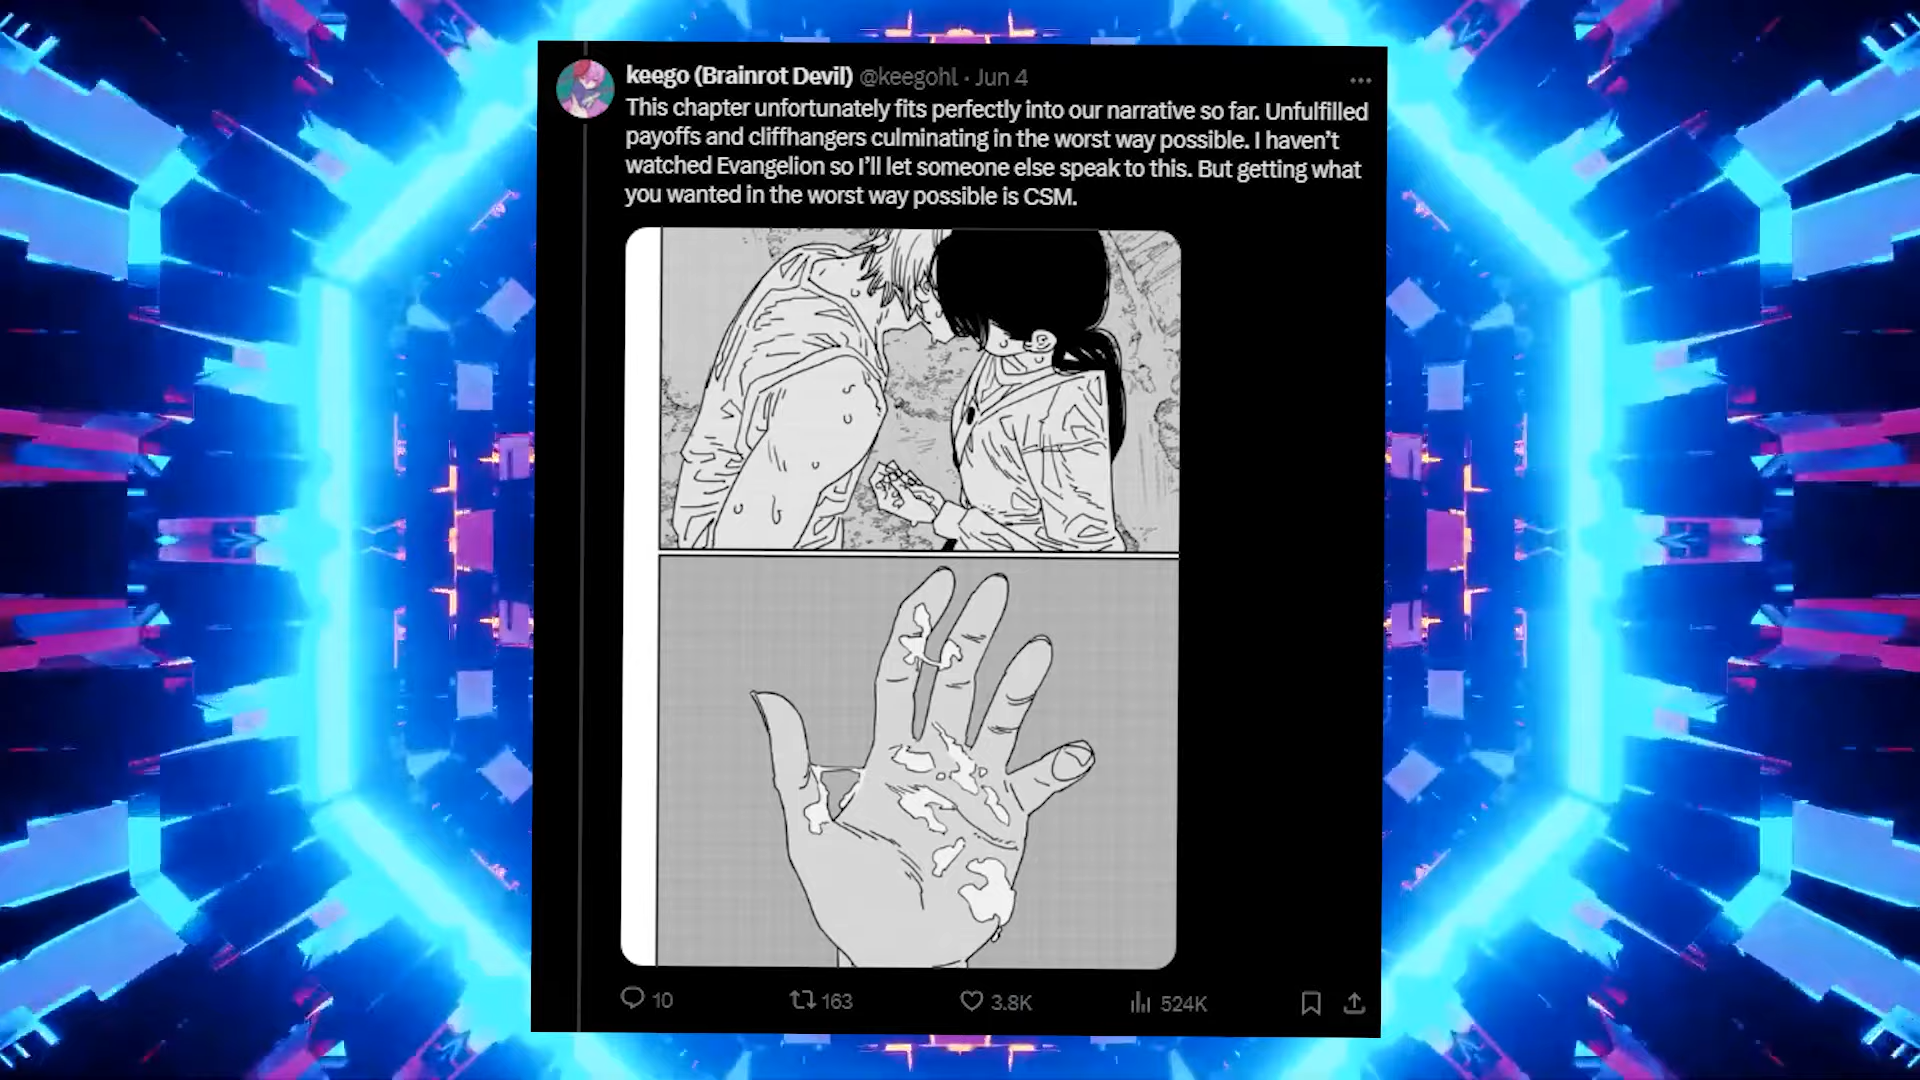 keego (Brainrot Devil) @keegohl · Jun 4
This chapter unfortunately fits perfectly into our narrative so far. Unfulfilled
payoffs and cliffhangers culminating in the worst way possible. I haven’t
watched Evangelion so I’ll let someone else speak to this. But getting what
you wanted in the worst way possible is CSM.
10 163 3.8K 524K